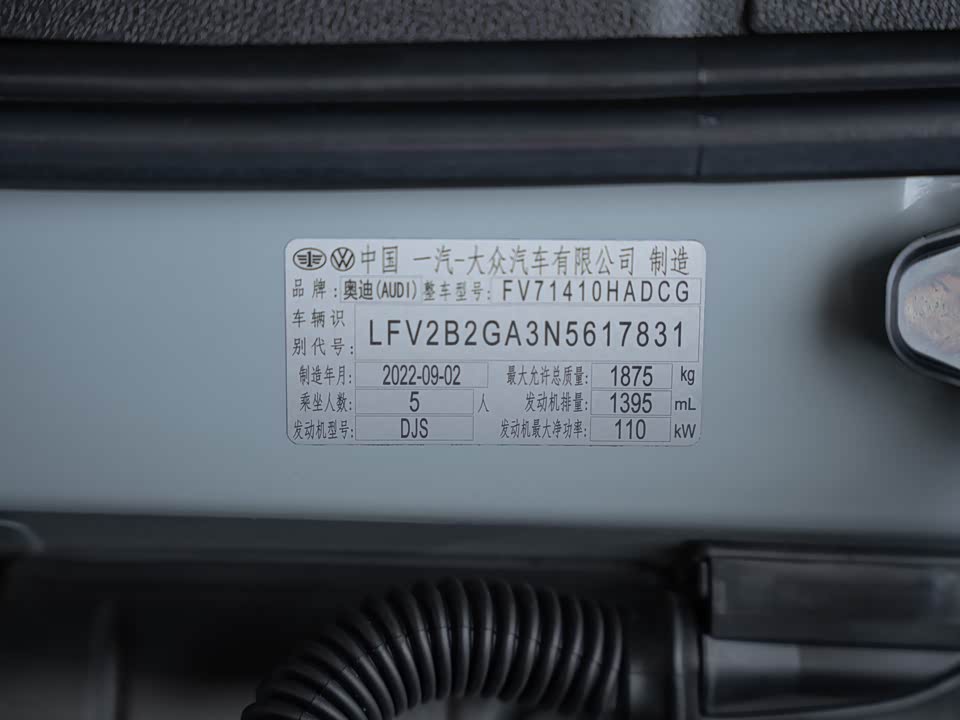 中国 一汽-大众汽车有限公司 制造
品牌: 奥迪(AUDI) 整车型号: FV71410HADCG
车辆识
别代号: LFV2B2GA3N5617831
制造年月: 2022-09-02 最大允许总质量: 1875 kg
乘坐人数: 5 人 发动机排量: 1395 mL
发动机型号: DJS 发动机最大净功率: 110 kW